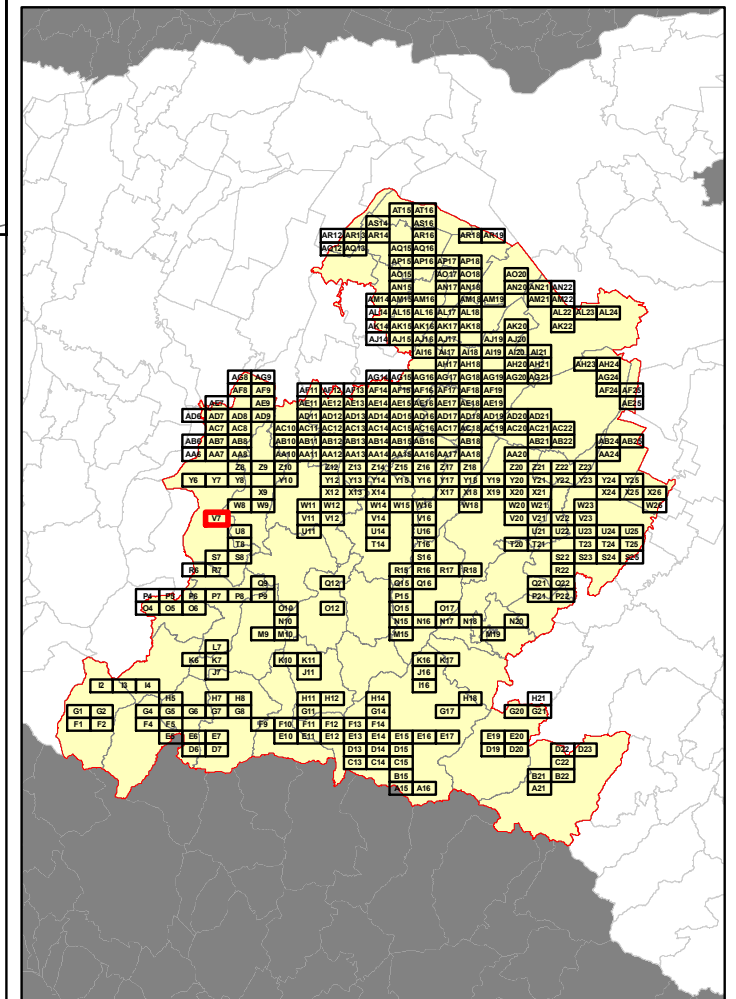 AT15 AT16
AS14 AS16
AR12 AR13 AR14 AR16 AR18 AR19
AQ12 AQ13 AQ15 AQ16
AP15 AP16 AP17 AP18
AO15 AO17 AO18 AO20
AN15 AN17 AN18 AN20 AN21 AN22
AM14 AM15 AM16 AM18 AM19 AM21 AM22
AL14 AL15 AL16 AL17 AL18 AL22 AL23 AL24
AK14 AK15 AK16 AK17 AK18 AK20 AK22
AJ14 AJ15 AJ16 AJ17 AJ19 AJ20
AI16 AI17 AI18 AI19 AI20 AI21
AH17 AH18 AH20 AH21 AH23 AH24
AG8 AG9 AG14 AG15 AG16 AG17 AG18 AG19 AG20 AG21 AG24
AF8 AF9 AF11 AF12 AF13 AF14 AF15 AF16 AF17 AF18 AF19 AF24 AF25
AE7 AE9 AE11 AE12 AE13 AE14 AE15 AE16 AE17 AE18 AE19 AE25
AD6 AD7 AD8 AD9 AD11 AD12 AD13 AD14 AD15 AD16 AD17 AD18 AD19 AD20 AD21
AC7 AC8 AC10 AC11 AC12 AC13 AC14 AC15 AC16 AC17 AC18 AC19 AC20 AC21 AC22
AB6 AB7 AB8 AB10 AB11 AB12 AB13 AB14 AB15 AB16 AB18 AB21 AB22 AB24 AB25
AA6 AA7 AA8 AA10 AA11 AA12 AA13 AA14 AA15 AA16 AA17 AA18 AA20 AA24
Z8 Z9 Z10 Z12 Z13 Z14 Z15 Z16 Z17 Z18 Z20 Z21 Z22 Z23
Y6 Y7 Y8 Y10 Y12 Y13 Y14 Y15 Y16 Y17 Y18 Y19 Y20 Y21 Y22 Y23 Y24 Y25
X9 X12 X13 X14 X17 X18 X19 X20 X21 X24 X25 X26
W8 W9 W11 W12 W14 W15 W16 W18 W20 W21 W23 W26
V7 V11 V12 V14 V16 V20 V21 V22 V23
U8 U11 U14 U16 U21 U22 U23 U24 U25
T8 T14 T16 T20 T21 T23 T24 T25
S7 S8 S16 S22 S23 S24 S25
R6 R7 R15 R16 R17 R18 R22
Q9 Q12 Q15 Q16 Q21 Q22
P4 P5 P6 P7 P8 P9 P15 P21 P22
O4 O5 O6 O10 O12 O15 O17
N10 N15 N16 N17 N18 N20
M9 M10 M15 M19
L7
K6 K7 K10 K11 K16 K17
J7 J11 J16
I2 I3 I4 I16
H5 H7 H8 H11 H12 H14 H18 H21
G1 G2 G4 G5 G6 G7 G8 G11 G17 G20 G21
F1 F2 F4 F5 F9 F10 F11 F12 F13 F14
E5 E6 E7 E10 E11 E12 E13 E14 E15 E16 E17 E19 E20
D6 D7 D13 D14 D15 D19 D20 D22 D23
C13 C14 C15 C22
B15 B21 B22
A15 A16 A21